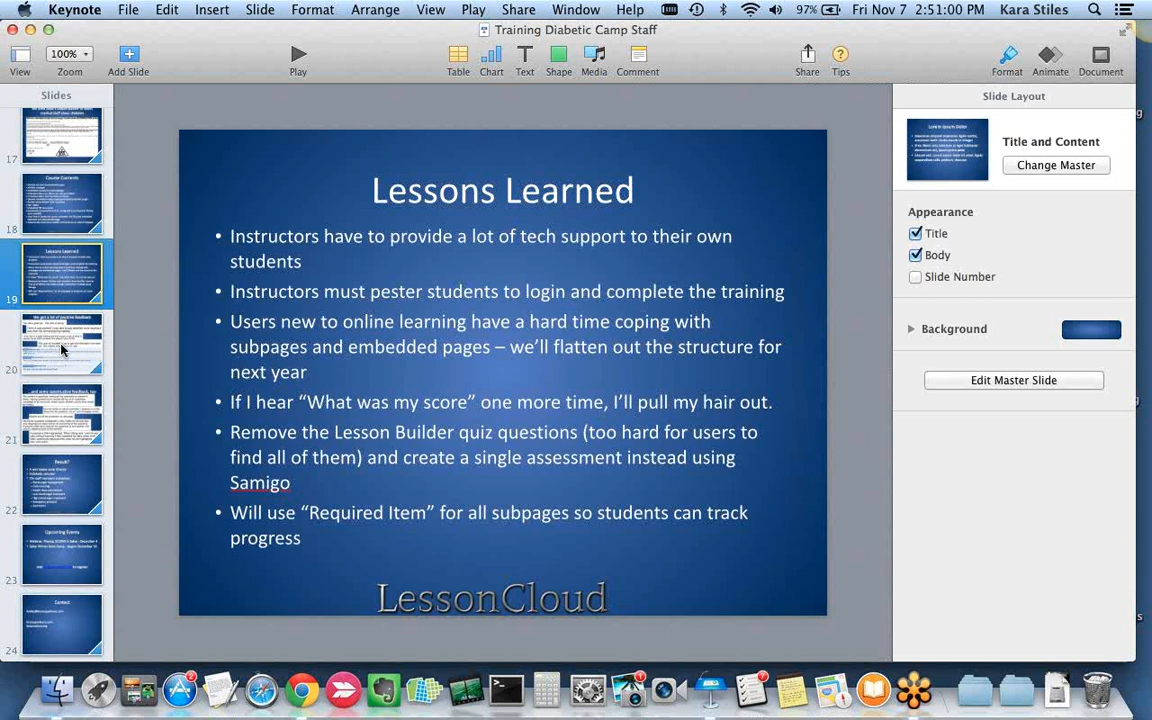 Keynote File Edit Insert Slide Format Arrange View Play Share Window Help 97% Fri Nov 7 2:51:00 PM Kara Stiles
Training Diabetic Camp Staff
100%
View Zoom Add Slide Play Table Chart Text Shape Media Comment Share Tips Format Animate Document
Slides
Slide Layout
17
Course Contents
18
Lessons Learned
19
20
21
Result?
22
Upcoming Events
23
Contact
24
Lessons Learned
• Instructors have to provide a lot of tech support to their own
students
• Instructors must pester students to login and complete the training
• Users new to online learning have a hard time coping with
subpages and embedded pages – we’ll flatten out the structure for
next year
• If I hear “What was my score” one more time, I’ll pull my hair out.
• Remove the Lesson Builder quiz questions (too hard for users to
find all of them) and create a single assessment instead using
Samigo
• Will use “Required Item” for all subpages so students can track
progress
LessonCloud
Title and Content
Change Master
Appearance
Title
Body
Slide Number
Background
Edit Master Slide